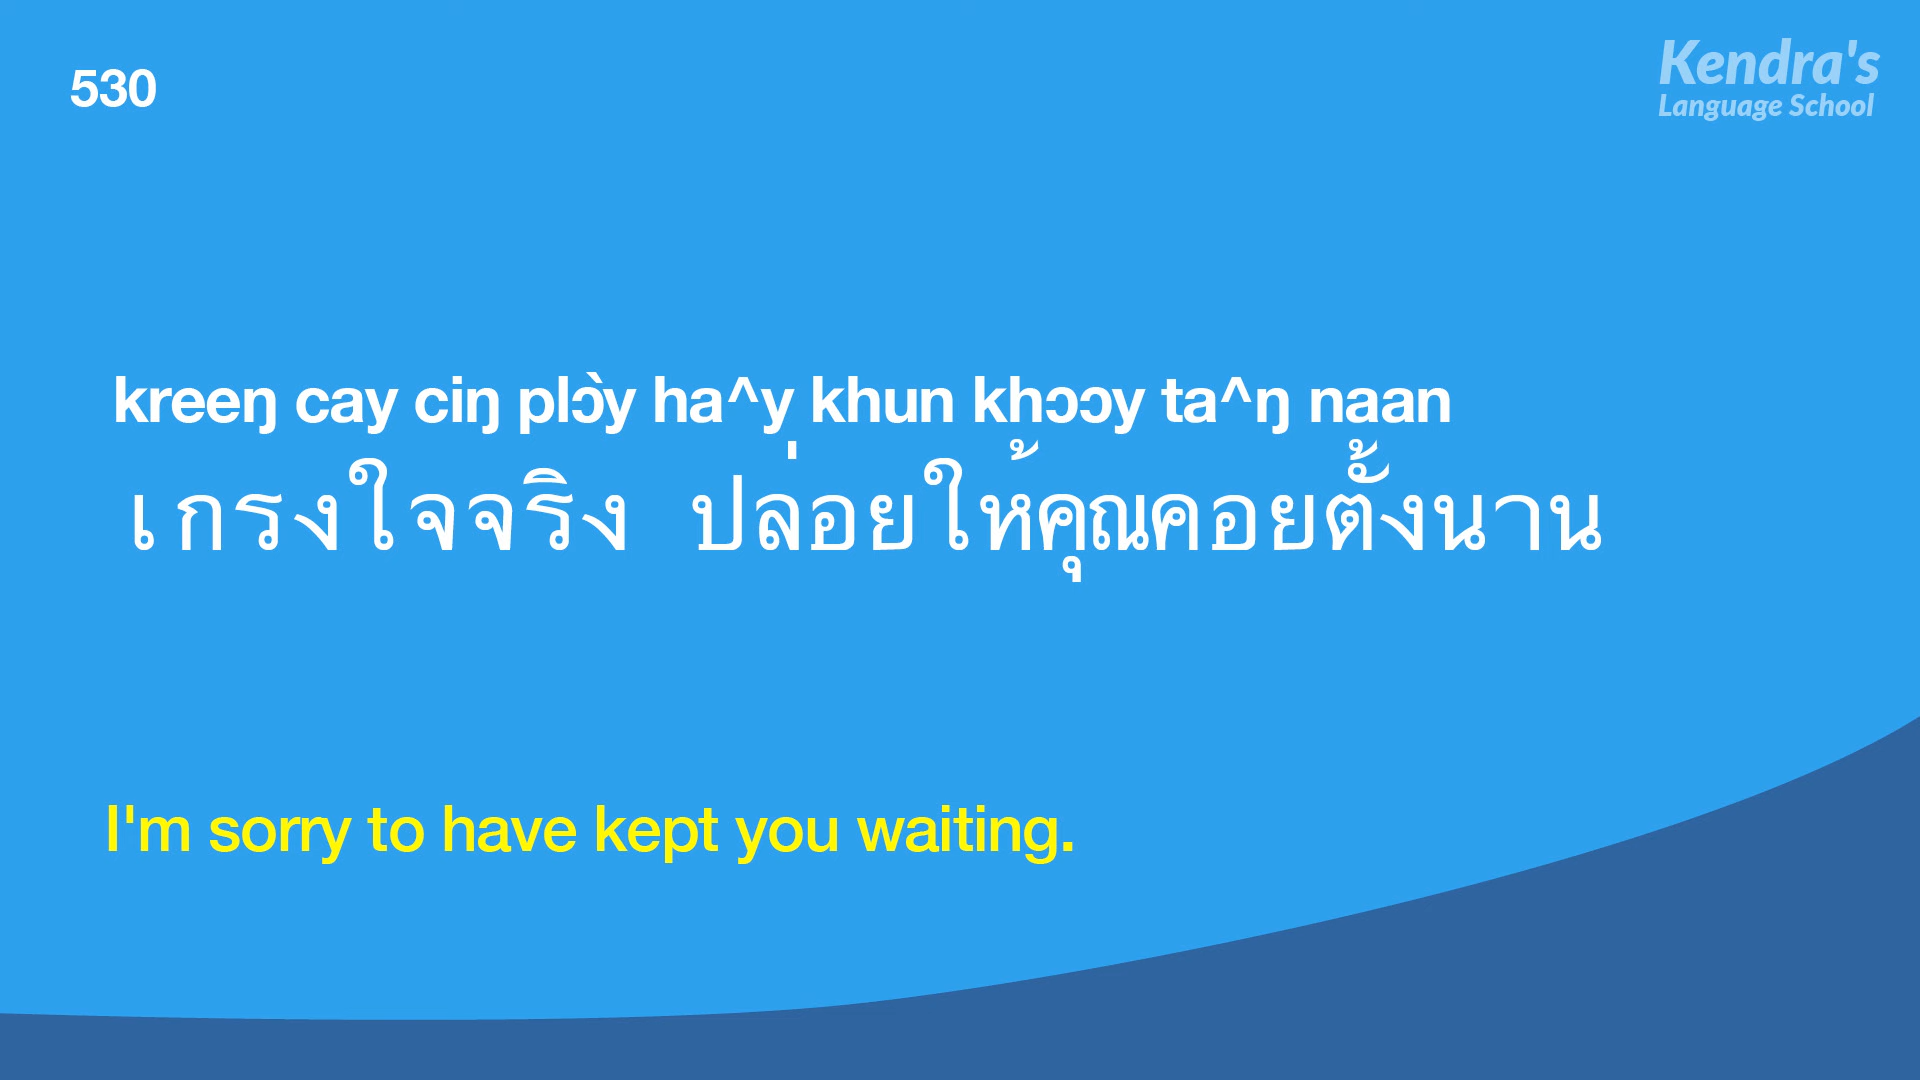 530
Kendra's
Language School
kreeŋ cay ciŋ plɔ̀y ha^y khun khɔɔy ta^ŋ naan
เกรงใจจริง ปล่อยให้คุณคอยตั้งนาน
I'm sorry to have kept you waiting.